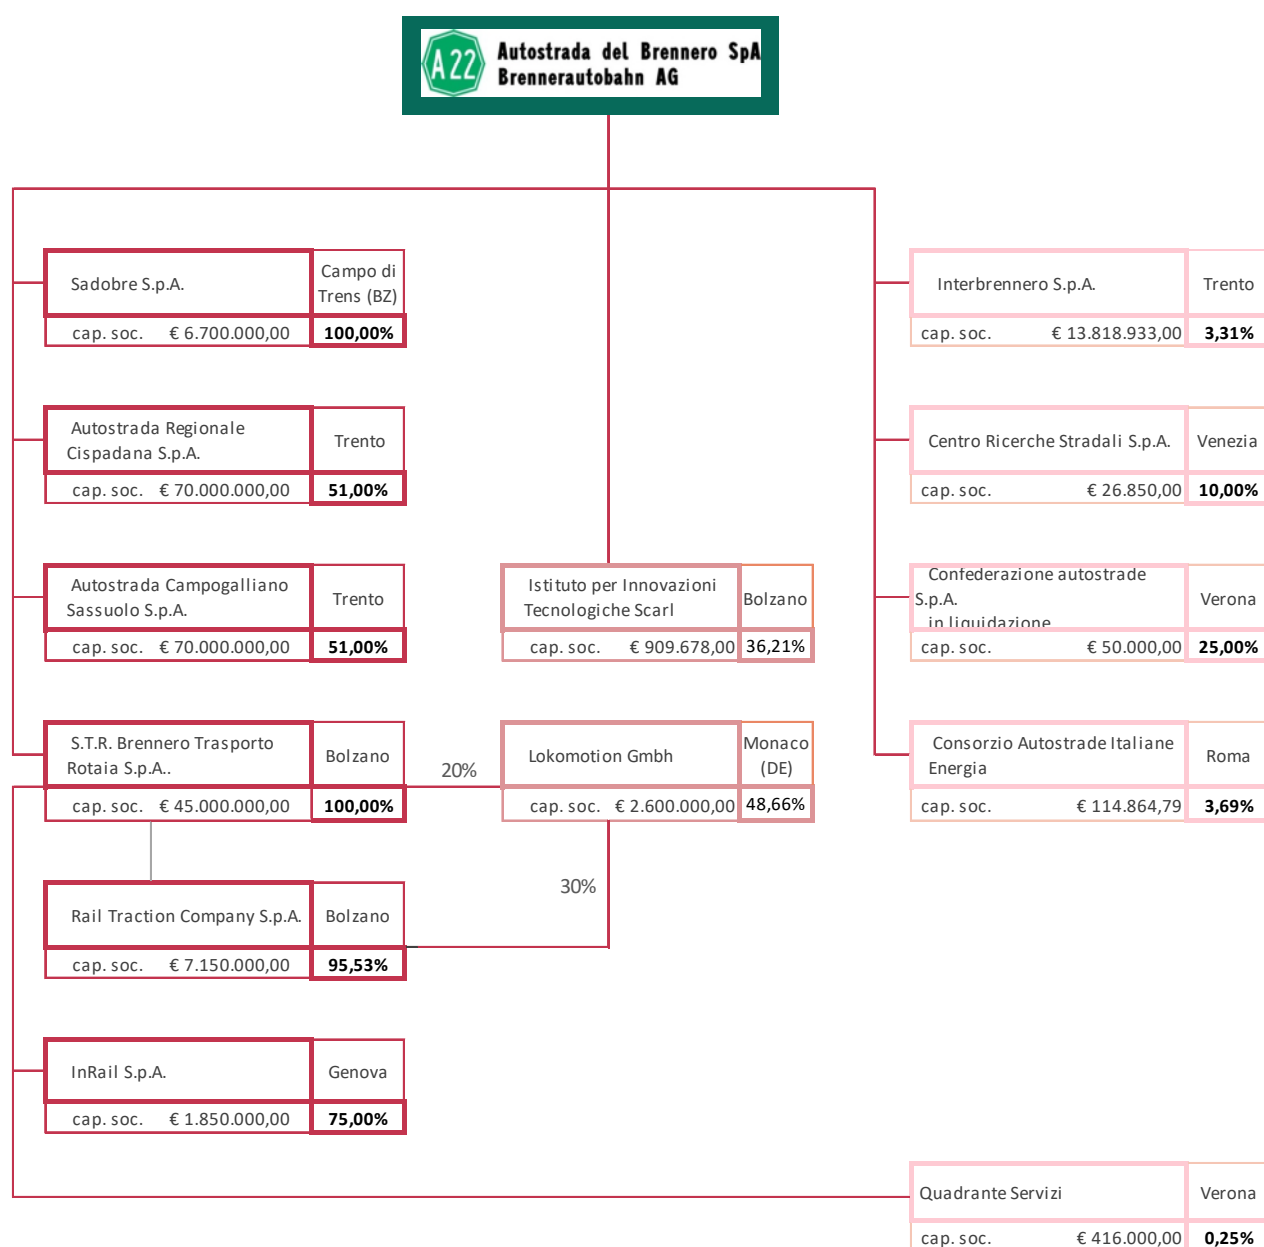 A22
Autostrada del Brennero SpA
Brennerautobahn AG
Sadobre S.p.A.
Campo di
Trens (BZ)
cap. soc. € 6.700.000,00 100,00%
Autostrada Regionale
Cispadana S.p.A.
Trento
cap. soc. € 70.000.000,00 51,00%
Autostrada Campogalliano
Sassuolo S.p.A.
Trento
cap. soc. € 70.000.000,00 51,00%
S.T.R. Brennero Trasporto
Rotaia S.p.A..
Bolzano
cap. soc. € 45.000.000,00 100,00%
Rail Traction Company S.p.A. Bolzano
cap. soc. € 7.150.000,00 95,53%
InRail S.p.A. Genova
cap. soc. € 1.850.000,00 75,00%
Istituto per Innovazioni
Tecnologiche Scarl
Bolzano
cap. soc. € 909.678,00 36,21%
20%
Lokomotion Gmbh
Monaco
(DE)
cap. soc. € 2.600.000,00 48,66%
30%
Interbrennero S.p.A. Trento
cap. soc. € 13.818.933,00 3,31%
Centro Ricerche Stradali S.p.A. Venezia
cap. soc. € 26.850,00 10,00%
Confederazione autostrade
S.p.A.
in liquidazione
Verona
cap. soc. € 50.000,00 25,00%
Consorzio Autostrade Italiane
Energia
Roma
cap. soc. € 114.864,79 3,69%
Quadrante Servizi Verona
cap. soc. € 416.000,00 0,25%